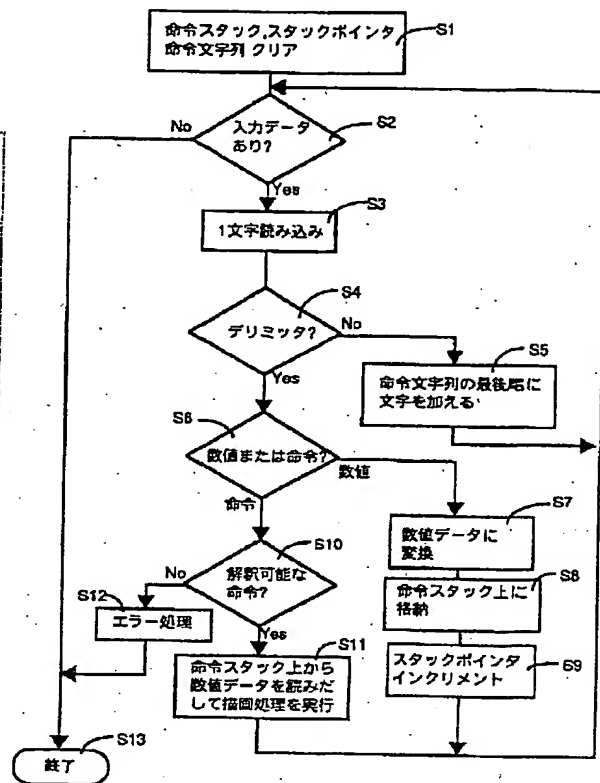 命令スタック,スタックポインタ
命令文字列 クリア
S1
入力データ
あり?
S2
No
Yes
1文字読み込み
S3
デリミッタ?
S4
No
Yes
命令文字列の最後尾に
文字を加える
S5
数値または命令?
S6
数値
命令
数値データに
変換
S7
命令スタック上に
格納
S8
スタックポインタ
インクリメント
S9
解釈可能な
命令?
S10
No
Yes
エラー処理
S12
命令スタック上から
数値データを読みだ
して描画処理を実行
S11
終了
S13